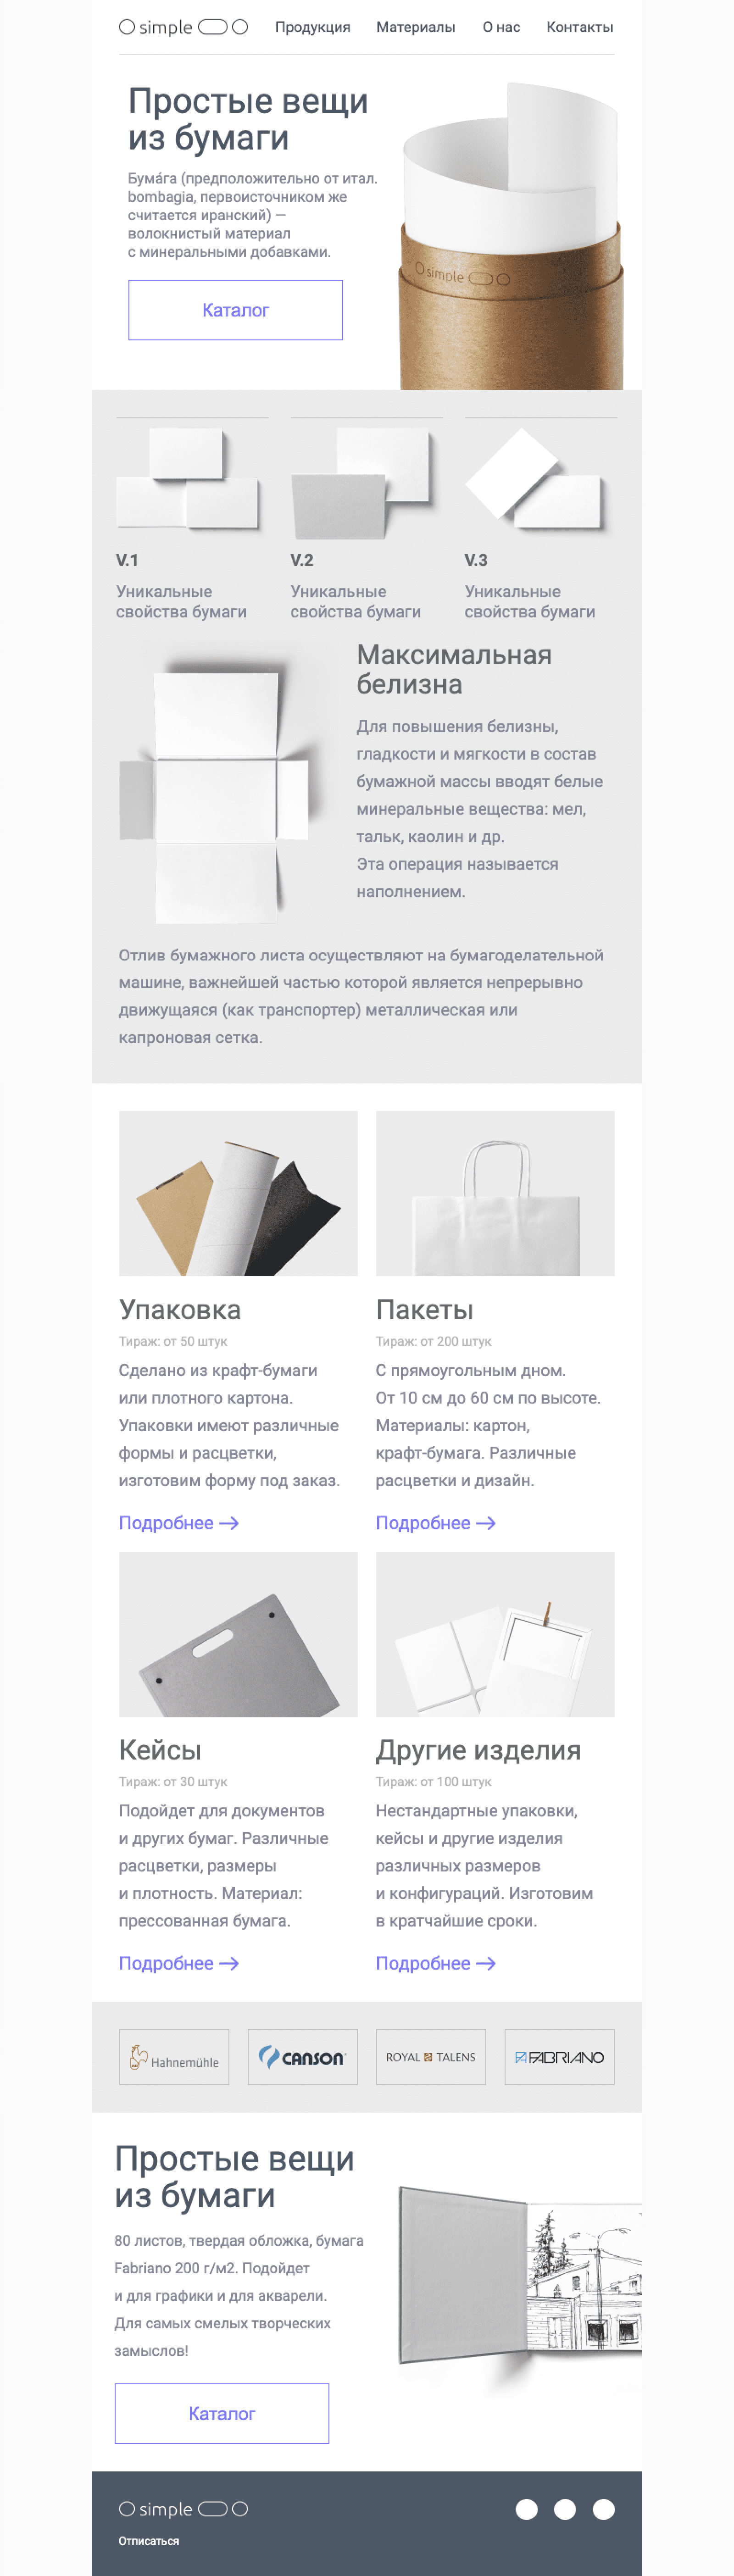 simple
Продукция Материалы О нас Контакты
Простые вещи
из бумаги
Бума́га (предположительно от итал.
bombagia, первоисточником же
считается иранский) —
волокнистый материал
с минеральными добавками.
Каталог
simple
V.1
Уникальные
свойства бумаги
V.2
Уникальные
свойства бумаги
V.3
Уникальные
свойства бумаги
Максимальная
белизна
Для повышения белизны,
гладкости и мягкости в состав
бумажной массы вводят белые
минеральные вещества: мел,
тальк, каолин и др.
Эта операция называется
наполнением.
Отлив бумажного листа осуществляют на бумагоделательной
машине, важнейшей частью которой является непрерывно
движущаяся (как транспортер) металлическая или
капроновая сетка.
Упаковка
Тираж: от 50 штук
Сделано из крафт-бумаги
или плотного картона.
Упаковки имеют различные
формы и расцветки,
изготовим форму под заказ.
Подробнее →
Пакеты
Тираж: от 200 штук
С прямоугольным дном.
От 10 см до 60 см по высоте.
Материалы: картон,
крафт-бумага. Различные
расцветки и дизайн.
Подробнее →
Кейсы
Тираж: от 30 штук
Подойдет для документов
и других бумаг. Различные
расцветки, размеры
и плотность. Материал:
прессованная бумага.
Подробнее →
Другие изделия
Тираж: от 100 штук
Нестандартные упаковки,
кейсы и другие изделия
различных размеров
и конфигураций. Изготовим
в кратчайшие сроки.
Подробнее →
Hahnemühle
CANSON
ROYAL TALENS
FABRIANO
Простые вещи
из бумаги
80 листов, твердая обложка, бумага
Fabriano 200 г/м2. Подойдет
и для графики и для акварели.
Для самых смелых творческих
замыслов!
Каталог
simple
Отписаться